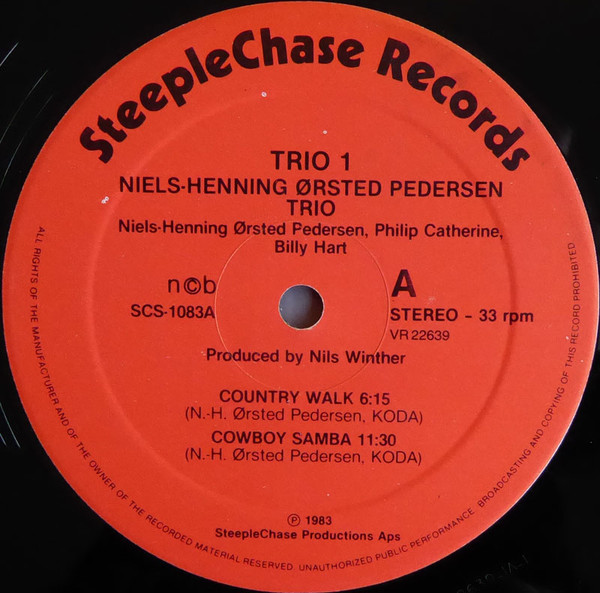 SteepleChase Records
TRIO 1
NIELS-HENNING ØRSTED PEDERSEN
TRIO
Niels-Henning Ørsted Pedersen, Philip Catherine,
Billy Hart
n©b
SCS-1083A
A
STEREO - 33 rpm
VR 22639
Produced by Nils Winther
COUNTRY WALK 6:15
(N.-H. Ørsted Pedersen, KODA)
COWBOY SAMBA 11:30
(N.-H. Ørsted Pedersen, KODA)
℗ 1983
SteepleChase Productions Aps
ALL RIGHTS OF THE MANUFACTURER AND OF THE OWNER OF THE RECORDED MATERIAL RESERVED. UNAUTHORIZED PUBLIC PERFORMANCE, BROADCASTING AND COPYING OF THIS RECORD PROHIBITED